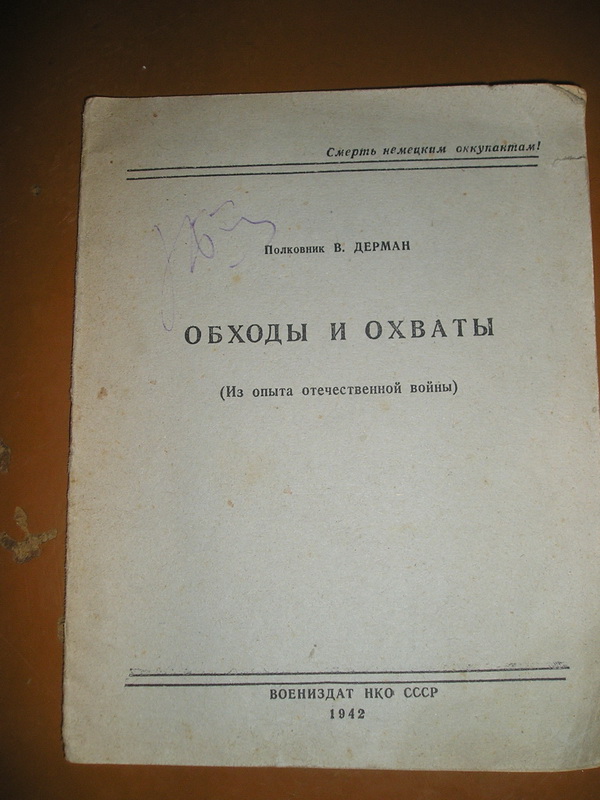 Смерть немецким оккупантам!
Полковник В. ДЕРМАН
ОБХОДЫ И ОХВАТЫ
(Из опыта отечественной войны)
ВОЕНИЗДАТ НКО СССР
1942